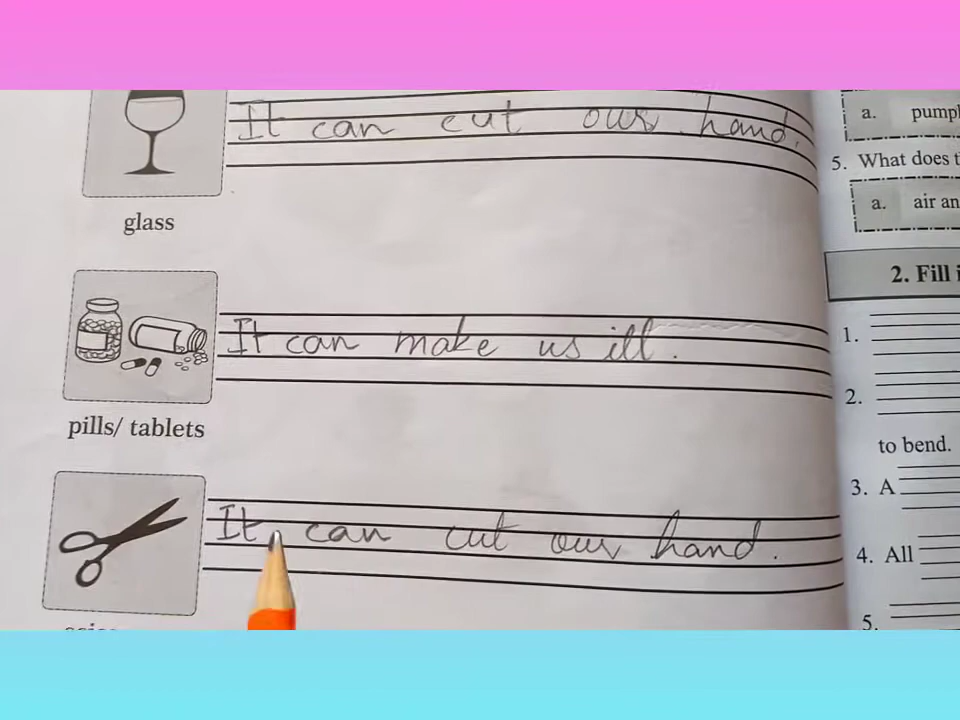 It can cut our hand.
glass
It can make us ill.
pills/ tablets
It can cut our hand.
a. pump
5. What does
a. air an
2. Fill i
1.
2.
to bend.
3. A
4. All
5.